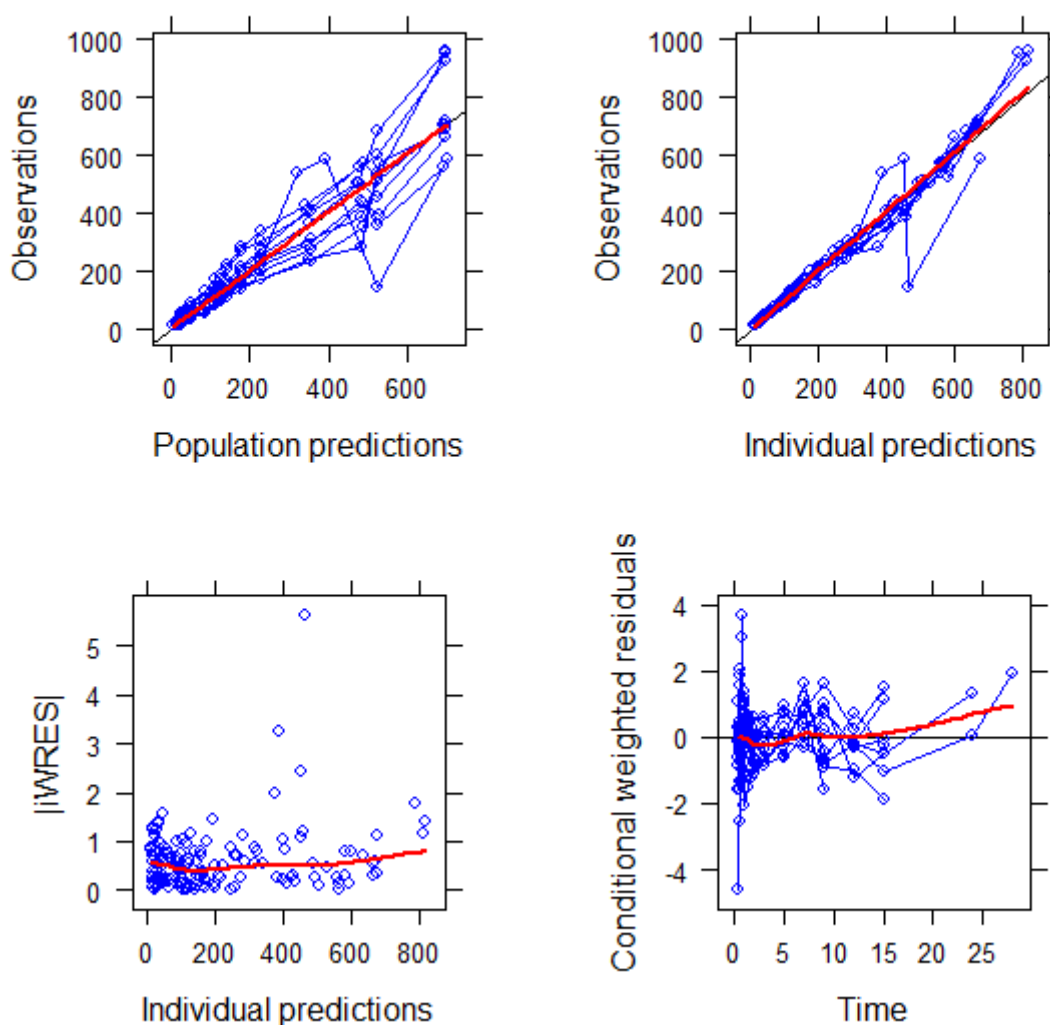 1000
800
600
400
200
0
Observations
0 200 400 600
Population predictions
1000
800
600
400
200
0
Observations
0 200 400 600 800
Individual predictions
5
4
3
2
1
0
|iWRES|
0 200 400 600 800
Individual predictions
4
2
0
-2
-4
Conditional weighted residuals
0 5 10 15 20 25
Time